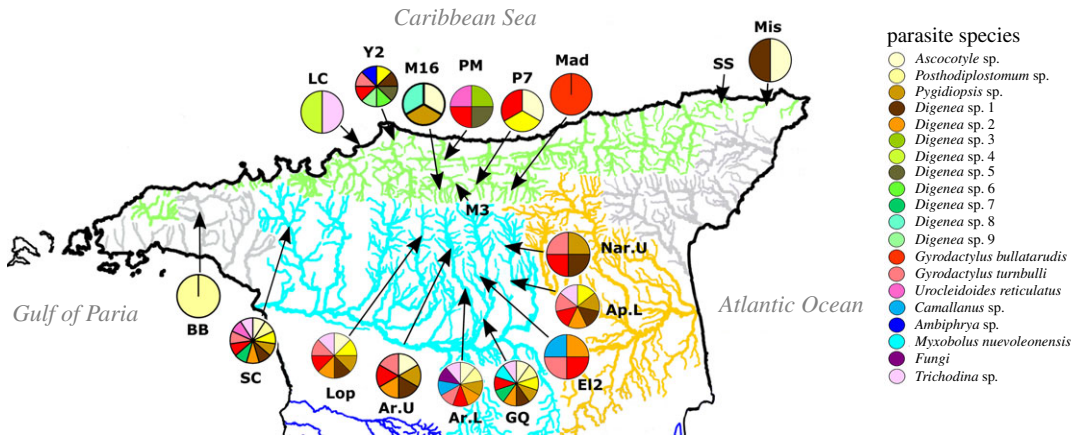 Caribbean Sea
Mis
Y2
M16
PM
P7
Mad
SS
LC
M3
Nar.U
Gulf of Paria
BB
Ap.L
Atlantic Ocean
SC
Lop
Ar.U
Ar.L
GQ
EI2
parasite species
Ascocotyle sp.
Posthodiplostomum sp.
Pygidiopsis sp.
Digenea sp. 1
Digenea sp. 2
Digenea sp. 3
Digenea sp. 4
Digenea sp. 5
Digenea sp. 6
Digenea sp. 7
Digenea sp. 8
Digenea sp. 9
Gyrodactylus bullatarudis
Gyrodactylus turnbulli
Urocleidoides reticulatus
Camallanus sp.
Ambiphrya sp.
Myxobolus nuevoleonensis
Fungi
Trichodina sp.